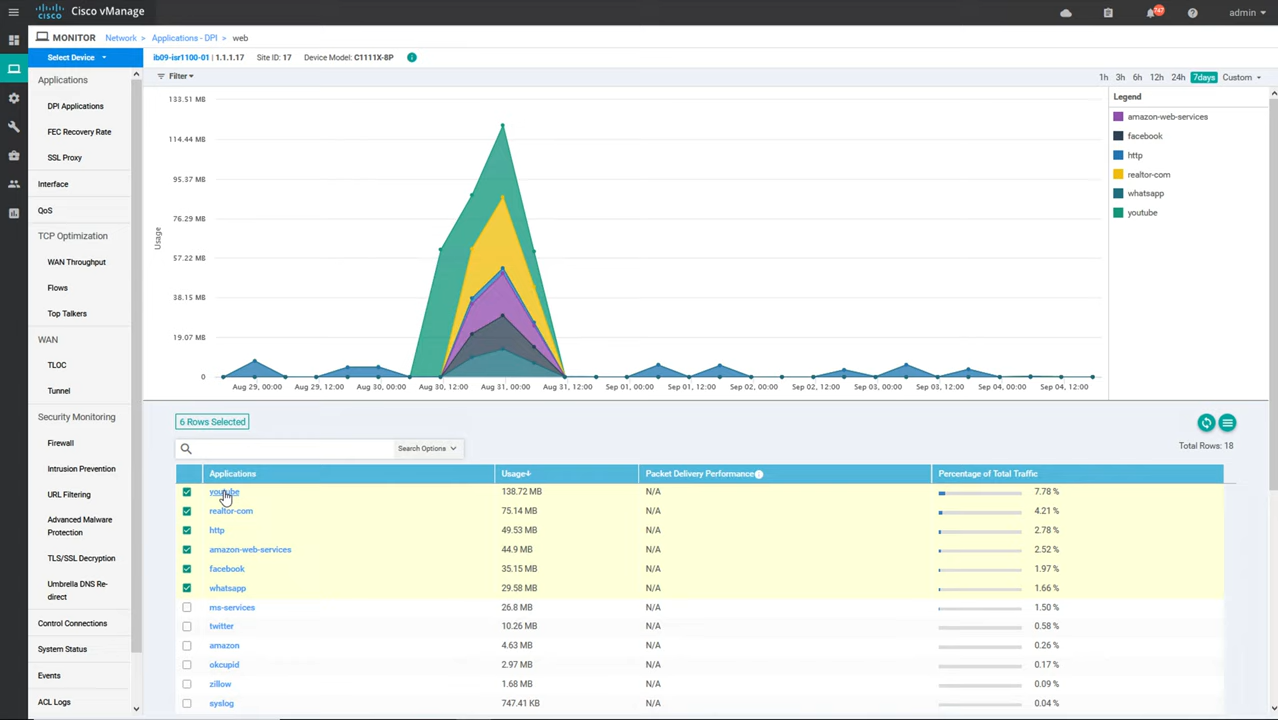 Cisco vManage
747
admin
MONITOR Network > Applications - DPI > web
Select Device
ib09-isr1100-01 | 1.1.1.17 Site ID: 17 Device Model: C1111X-8P
Applications
DPI Applications
FEC Recovery Rate
SSL Proxy
Interface
QoS
TCP Optimization
WAN Throughput
Flows
Top Talkers
WAN
TLOC
Tunnel
Security Monitoring
Firewall
Intrusion Prevention
URL Filtering
Advanced Malware
Protection
TLS/SSL Decryption
Umbrella DNS Re-
direct
Control Connections
System Status
Events
ACL Logs
Filter
1h 3h 6h 12h 24h 7days Custom
133.51 MB
114.44 MB
95.37 MB
76.29 MB
57.22 MB
38.15 MB
19.07 MB
0
Usage
Aug 29, 00:00 Aug 29, 12:00 Aug 30, 00:00 Aug 30, 12:00 Aug 31, 00:00 Aug 31, 12:00 Sep 01, 00:00 Sep 01, 12:00 Sep 02, 00:00 Sep 02, 12:00 Sep 03, 00:00 Sep 03, 12:00 Sep 04, 00:00 Sep 04, 12:00
Legend
amazon-web-services
facebook
http
realtor-com
whatsapp
youtube
6 Rows Selected
Search Options
Total Rows: 18
Applications Usage Packet Delivery Performance Percentage of Total Traffic
youtube 138.72 MB N/A 7.78 %
realtor-com 75.14 MB N/A 4.21 %
http 49.53 MB N/A 2.78 %
amazon-web-services 44.9 MB N/A 2.52 %
facebook 35.15 MB N/A 1.97 %
whatsapp 29.58 MB N/A 1.66 %
ms-services 26.8 MB N/A 1.50 %
twitter 10.26 MB N/A 0.58 %
amazon 4.63 MB N/A 0.26 %
okcupid 2.97 MB N/A 0.17 %
zillow 1.68 MB N/A 0.09 %
syslog 747.41 KB N/A 0.04 %